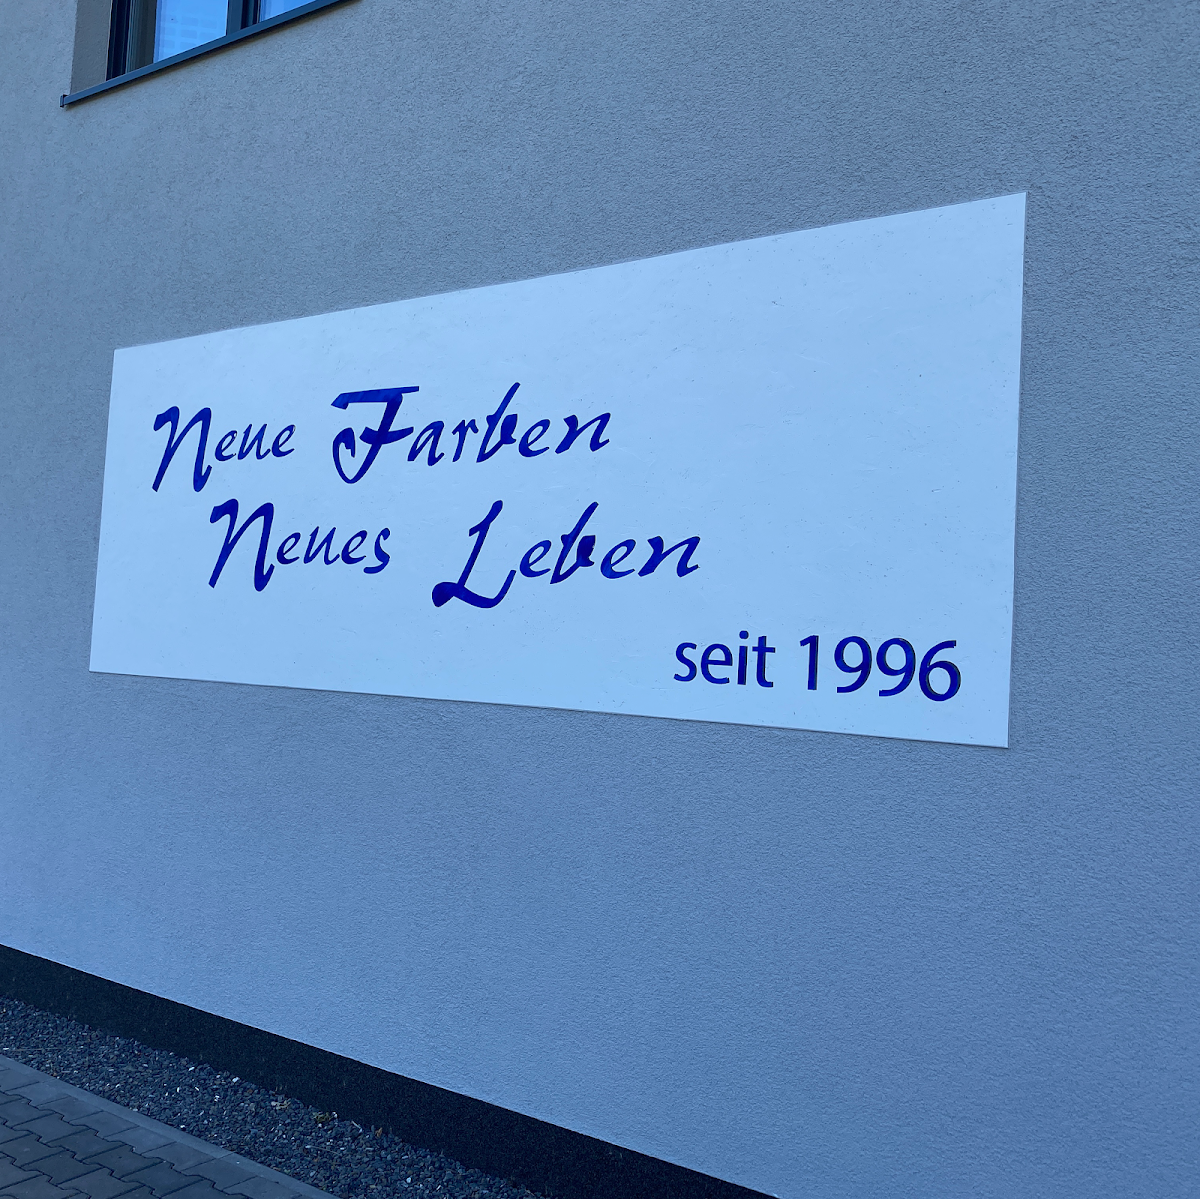 Neue Farben
Neues Leben
seit 1996